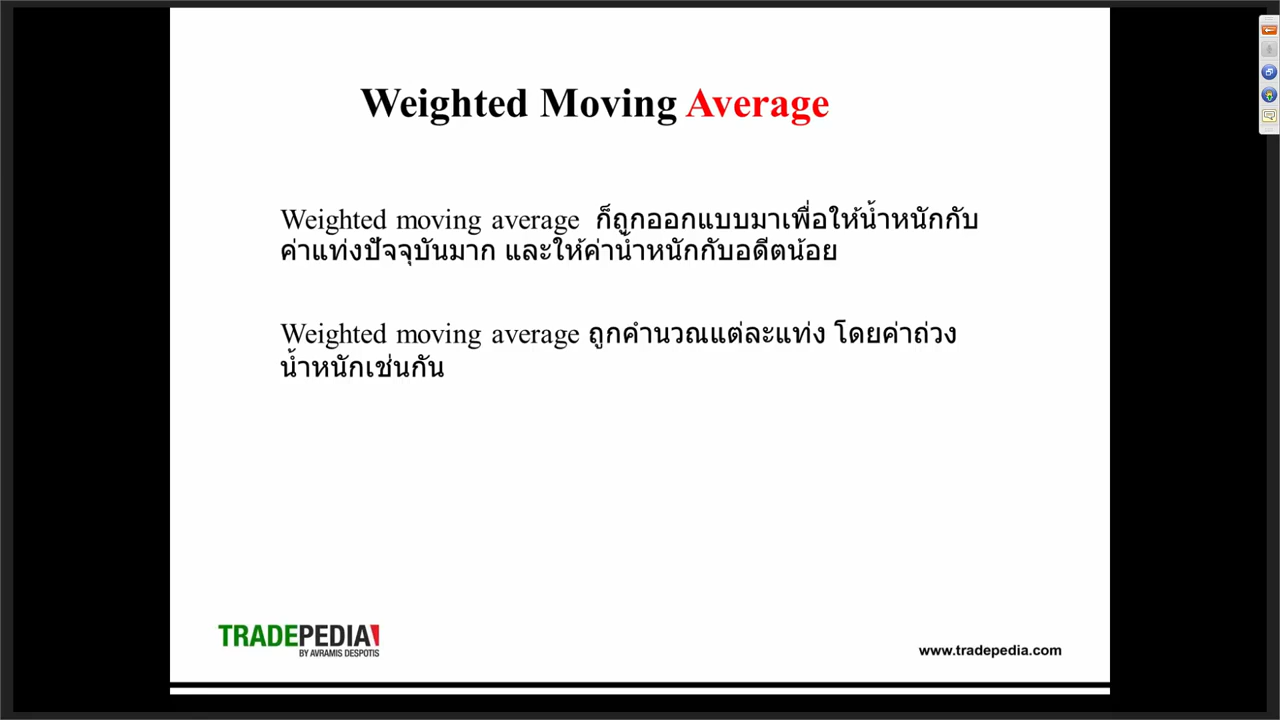 Weighted Moving Average
Weighted moving average ก็ถูกออกแบบมาเพื่อให้น้ำหนักกับ
ค่าแท่งปัจจุบันมาก และให้ค่าน้ำหนักกับอดีตน้อย
Weighted moving average ถูกคำนวณแต่ละแท่ง โดยค่าถ่วง
น้ำหนักเช่นกัน
TRADEPEDIA
BY AVRAMIS DESPOTIS
www.tradepedia.com